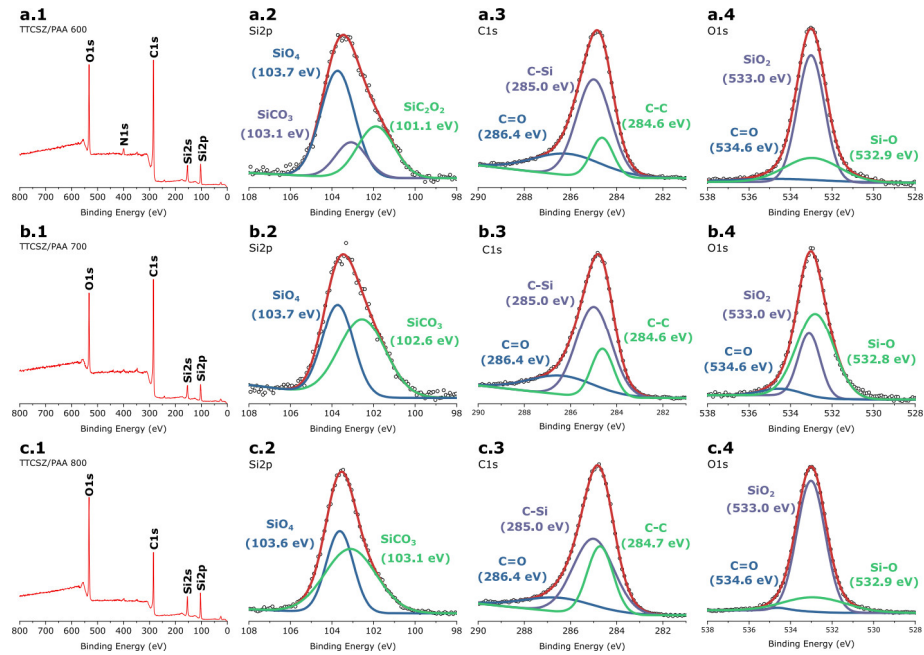 a.1
TTCSZ/PAA 600
O1s
N1s
C1s
Si2s
Si2p
800 700 600 500 400 300 200 100 0
Binding Energy (eV)
a.2
Si2p
SiO4
(103.7 eV)
SiCO3
(103.1 eV)
SiC2O2
(101.1 eV)
108 106 104 102 100 98
Binding Energy (eV)
a.3
C1s
C-Si
(285.0 eV)
C=O
(286.4 eV)
C-C
(284.6 eV)
290 288 286 284 282
Binding Energy (eV)
a.4
O1s
SiO2
(533.0 eV)
C=O
(534.6 eV)
Si-O
(532.9 eV)
538 536 534 532 530 528
Binding Energy (eV)
b.1
TTCSZ/PAA 700
O1s
C1s
Si2s
Si2p
800 700 600 500 400 300 200 100 0
Binding Energy (eV)
b.2
Si2p
SiO4
(103.7 eV)
SiCO3
(102.6 eV)
108 106 104 102 100 98
Binding Energy (eV)
b.3
C1s
C-Si
(285.0 eV)
C=O
(286.4 eV)
C-C
(284.6 eV)
290 288 286 284 282
Binding Energy (eV)
b.4
O1s
SiO2
(533.0 eV)
C=O
(534.6 eV)
Si-O
(532.8 eV)
538 536 534 532 530 528
Binding Energy (eV)
c.1
TTCSZ/PAA 800
O1s
C1s
Si2s
Si2p
800 700 600 500 400 300 200 100 0
Binding Energy (eV)
c.2
Si2p
SiO4
(103.6 eV)
SiCO3
(103.1 eV)
108 106 104 102 100 98
Binding Energy (eV)
c.3
C1s
C-Si
(285.0 eV)
C=O
(286.4 eV)
C-C
(284.7 eV)
290 288 286 284 282
Binding Energy (eV)
c.4
O1s
SiO2
(533.0 eV)
C=O
(534.6 eV)
Si-O
(532.9 eV)
538 534 533 532 530 528
Binding Energy (eV)